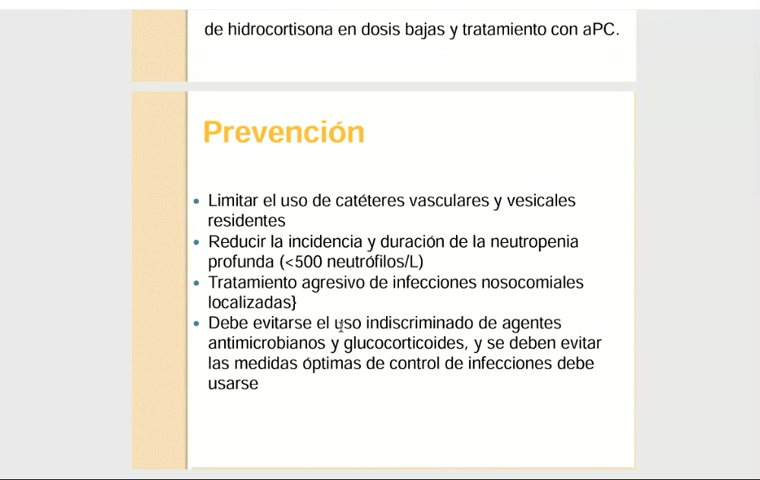 de hidrocortisona en dosis bajas y tratamiento con aPC.
Prevención
• Limitar el uso de catéteres vasculares y vesicales
residentes
• Reducir la incidencia y duración de la neutropenia
profunda (<500 neutrófilos/L)
• Tratamiento agresivo de infecciones nosocomiales
localizadas}
• Debe evitarse el uso indiscriminado de agentes
antimicrobianos y glucocorticoides, y se deben evitar
las medidas óptimas de control de infecciones debe
usarse